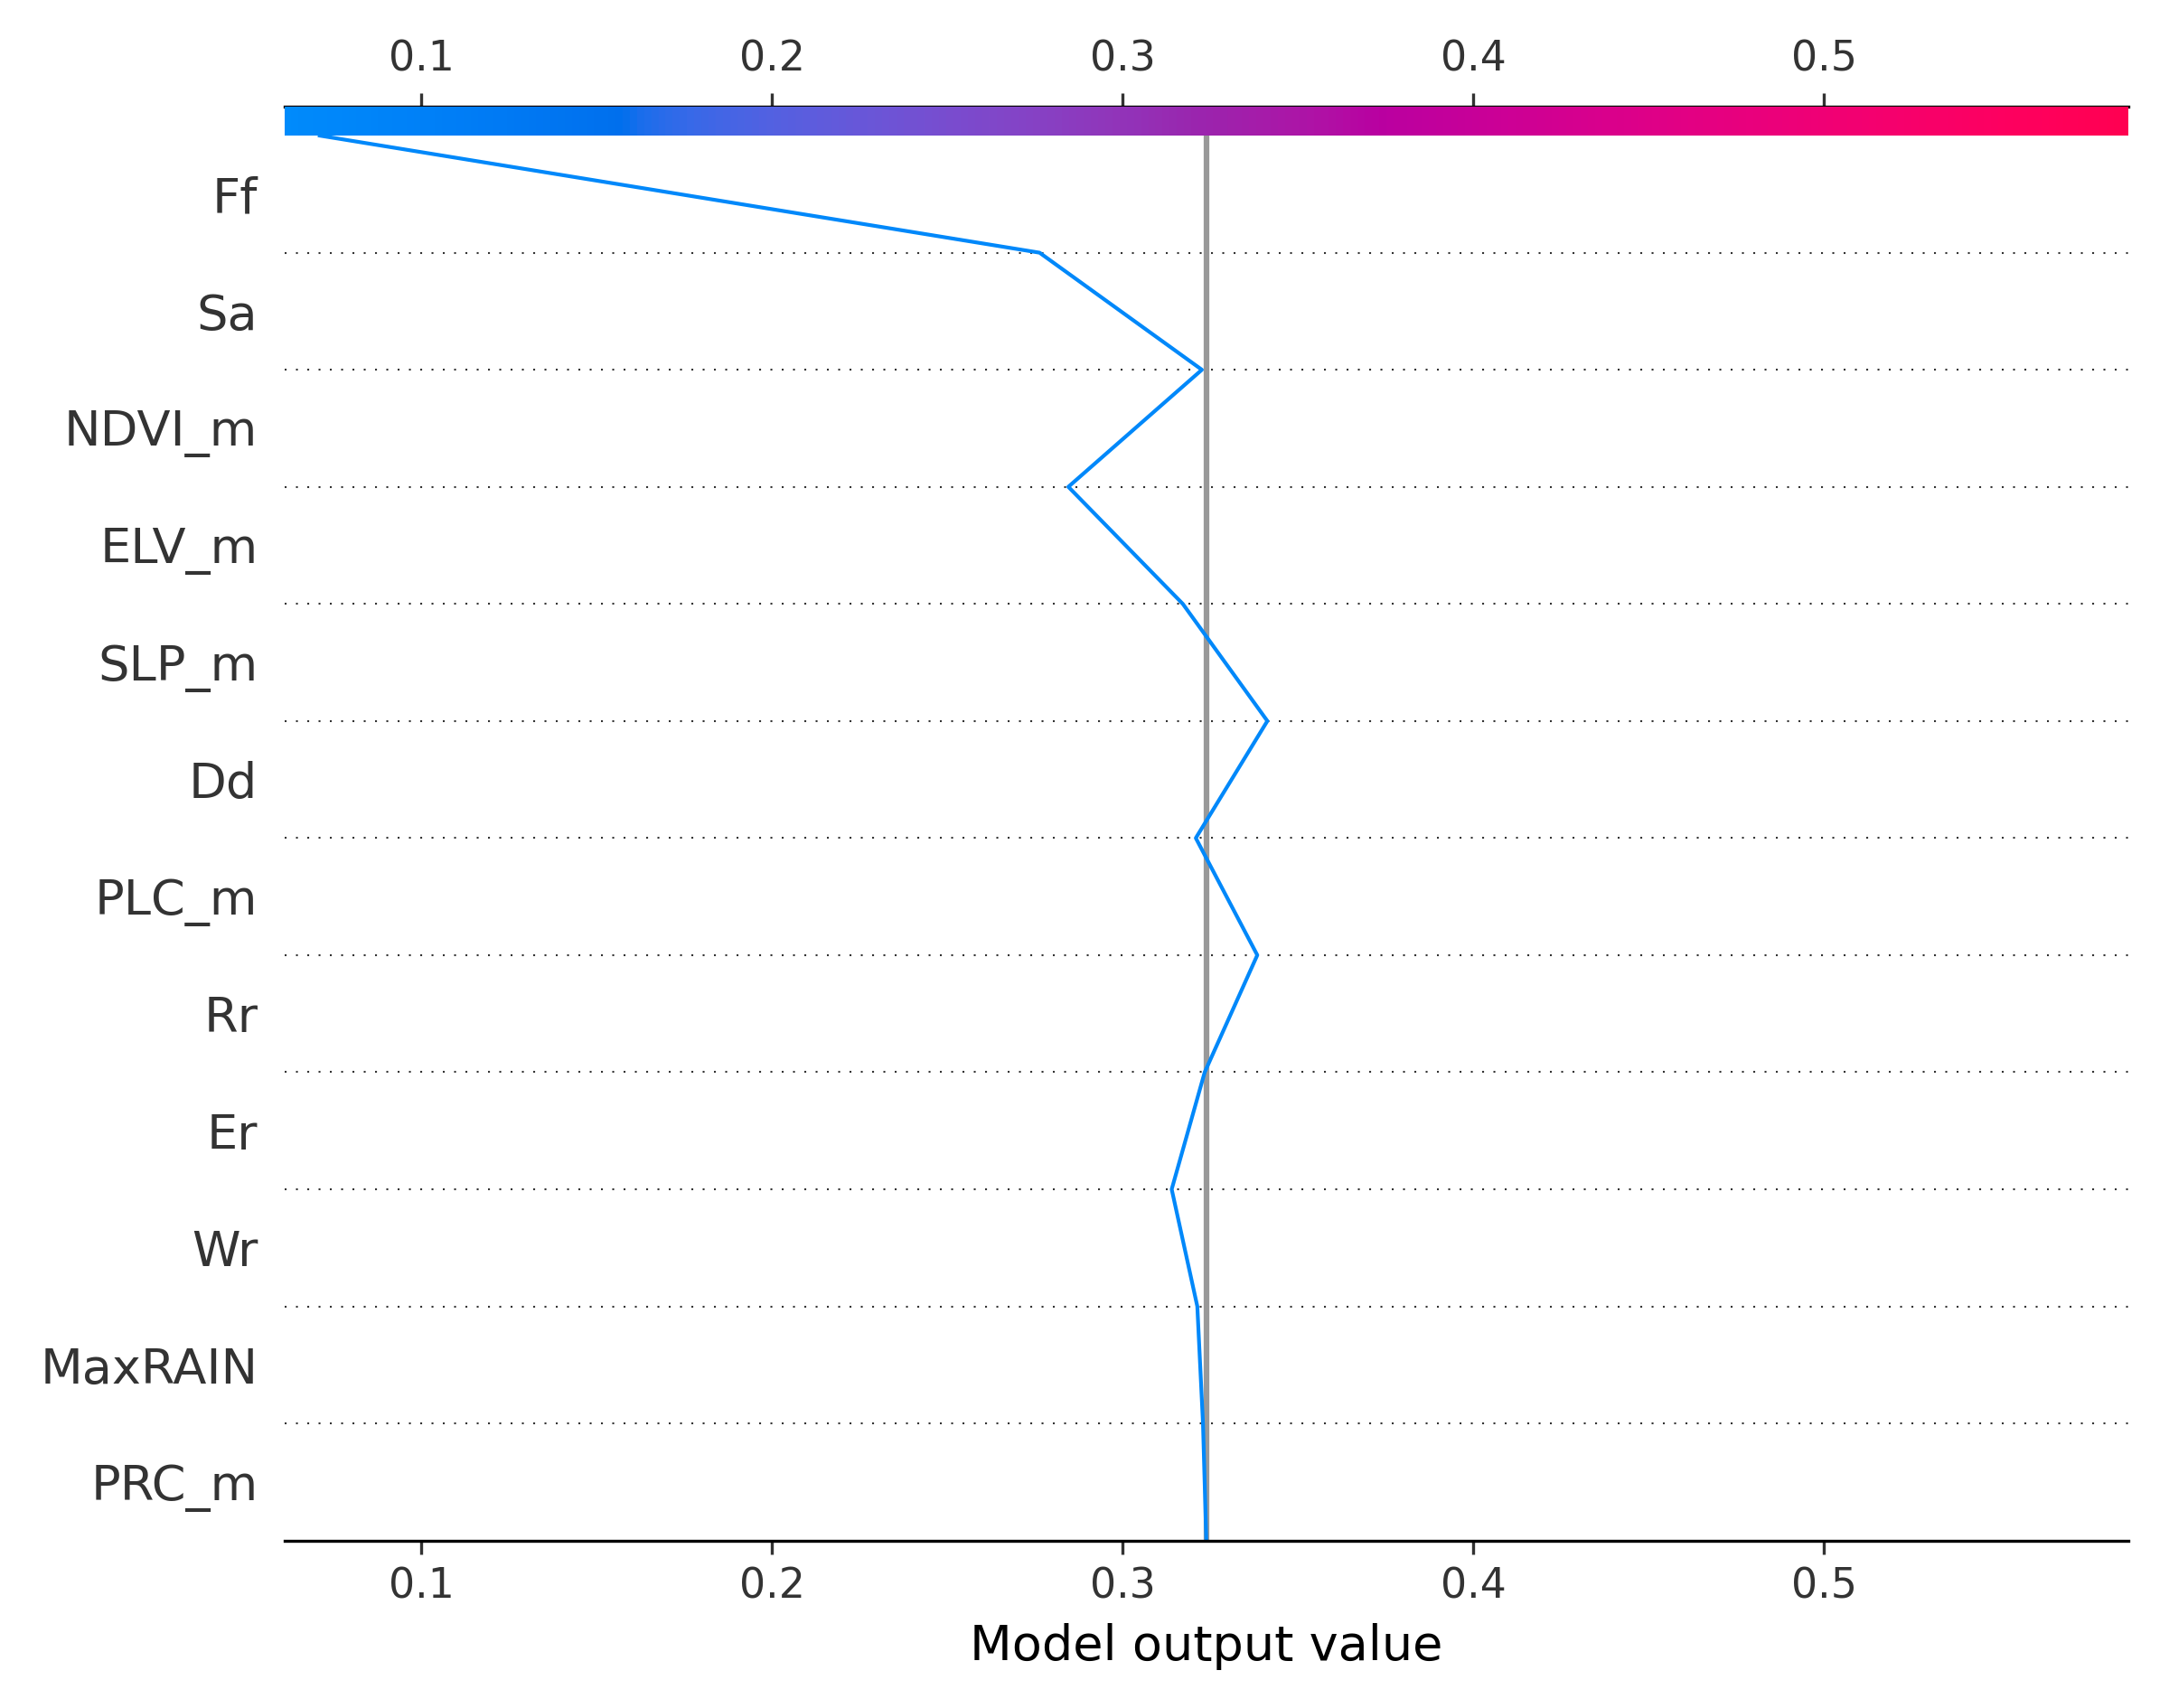 0.1 0.2 0.3 0.4 0.5
Ff
Sa
NDVI_m
ELV_m
SLP_m
Dd
PLC_m
Rr
Er
Wr
MaxRAIN
PRC_m
0.1 0.2 0.3 0.4 0.5
Model output value